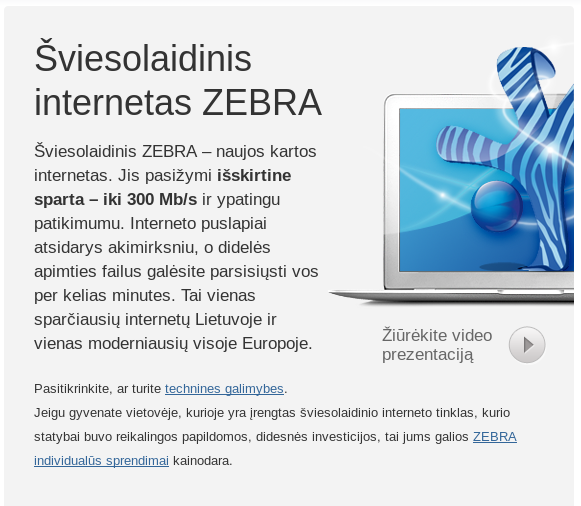 Šviesolaidinis
internetas ZEBRA
Šviesolaidinis ZEBRA – naujos kartos
internetas. Jis pasižymi išskirtine
sparta – iki 300 Mb/s ir ypatingu
patikimumu. Interneto puslapiai
atsidarys akimirksniu, o didelės
apimties failus galėsite parsisiųsti vos
per kelias minutes. Tai vienas
sparčiausių internetų Lietuvoje ir
vienas moderniausių visoje Europoje.
Žiūrėkite video
prezentaciją
Pasitikrinkite, ar turite technines galimybes.
Jeigu gyvenate vietovėje, kurioje yra įrengtas šviesolaidinio interneto tinklas, kurio
statybai buvo reikalingos papildomos, didesnės investicijos, tai jums galios ZEBRA
individualūs sprendimai kainodara.